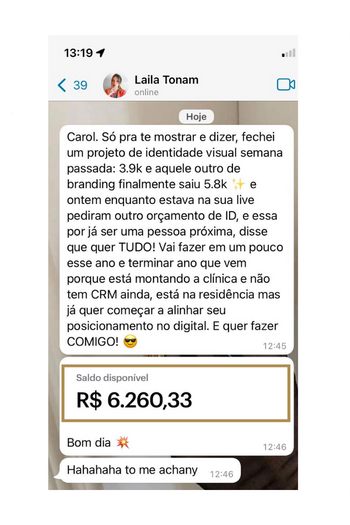 13:19
39
Laila Tonam
online
Hoje
Carol. Só pra te mostrar e dizer, fechei
um projeto de identidade visual semana
passada: 3.9k e aquele outro de
branding finalmente saiu 5.8k ✨ e
ontem enquanto estava na sua live
pediram outro orçamento de ID, e essa
por já ser uma pessoa próxima, disse
que quer TUDO! Vai fazer em um pouco
esse ano e terminar ano que vem
porque está montando a clínica e não
tem CRM ainda, está na residência mas
já quer começar a alinhar seu
posicionamento no digital. E quer fazer
COMIGO! 😎
12:45
Saldo disponível
R$ 6.260,33
Bom dia 💥
12:46
Hahahaha to me achany 12:46